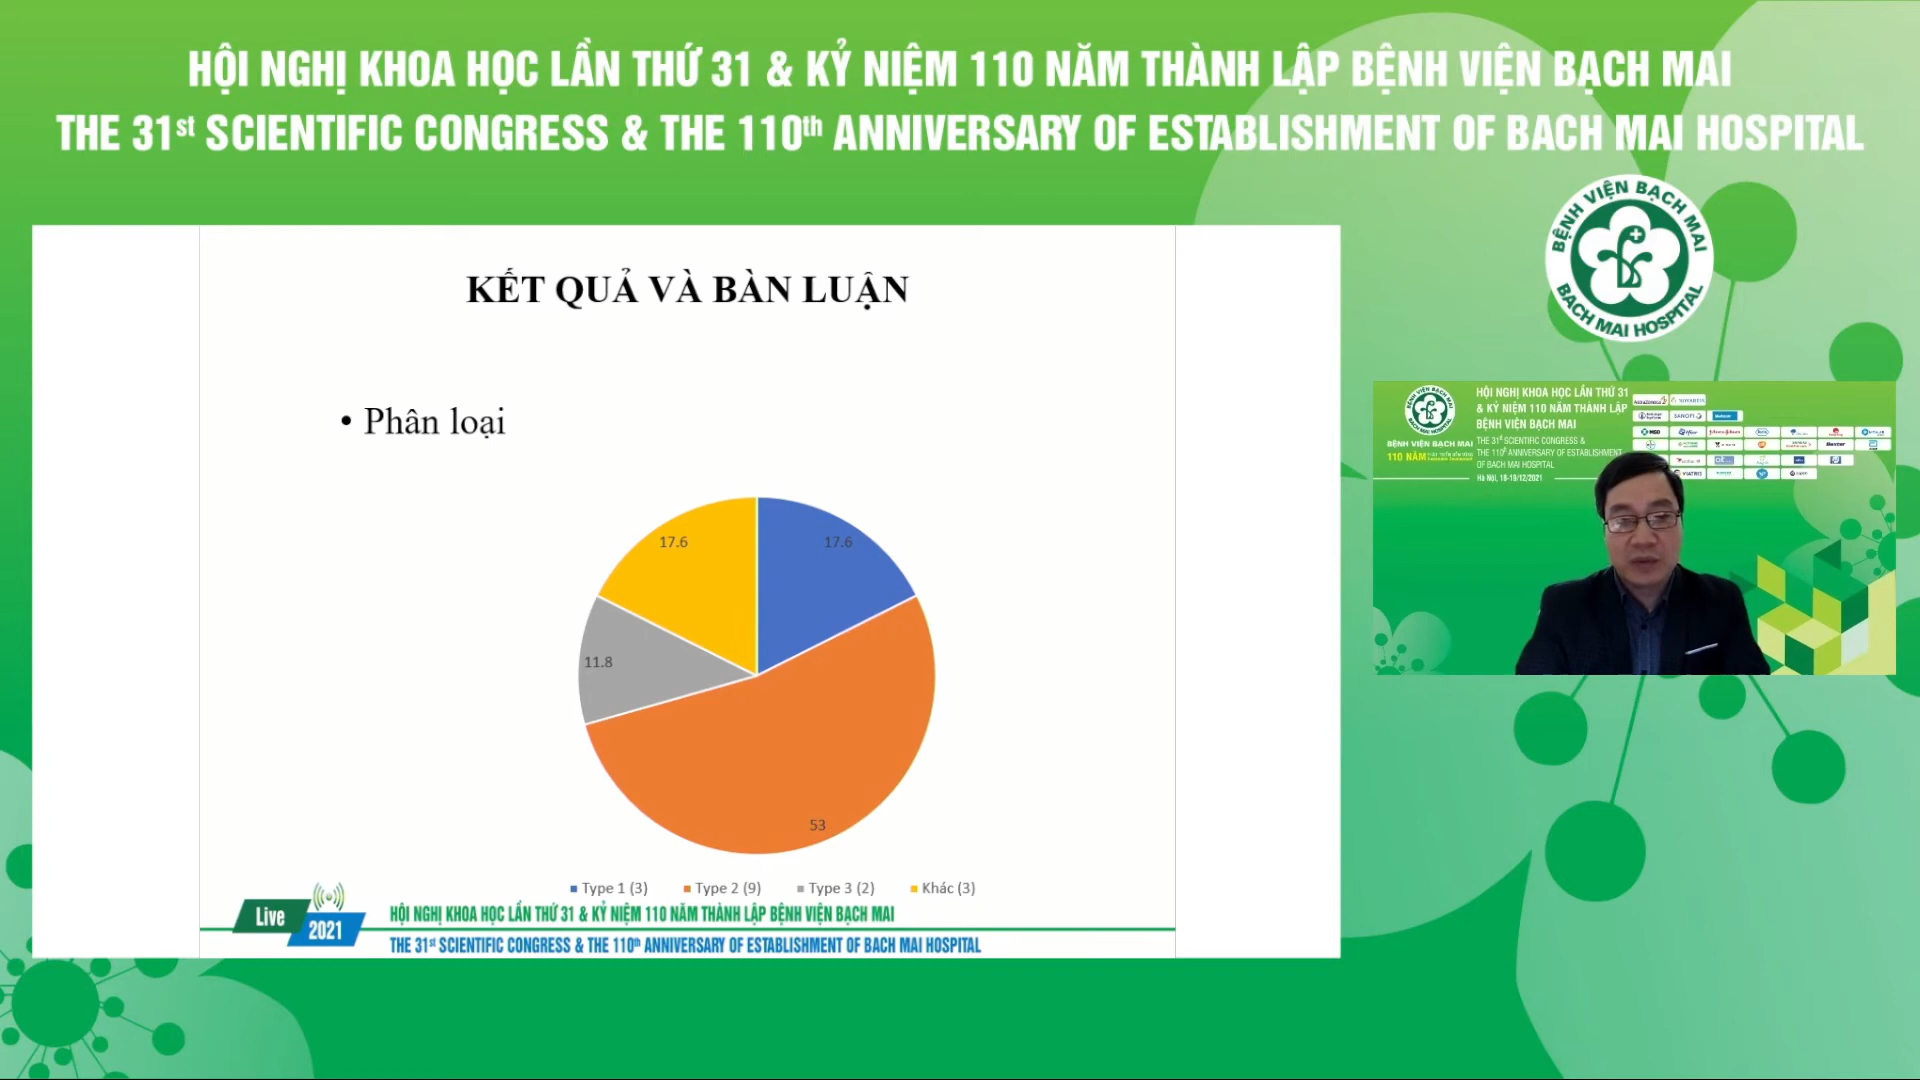 HỘI NGHỊ KHOA HỌC LẦN THỨ 31 & KỶ NIỆM 110 NĂM THÀNH LẬP BỆNH VIỆN BẠCH MAI
THE 31st SCIENTIFIC CONGRESS & THE 110th ANNIVERSARY OF ESTABLISHMENT OF BACH MAI HOSPITAL
BỆNH VIỆN BẠCH MAI
BACH MAI HOSPITAL
KẾT QUẢ VÀ BÀN LUẬN
• Phân loại
17.6
17.6
11.8
53
Type 1 (3) Type 2 (9) Type 3 (2) Khác (3)
Live
2021
HỘI NGHỊ KHOA HỌC LẦN THỨ 31 & KỶ NIỆM 110 NĂM THÀNH LẬP BỆNH VIỆN BẠCH MAI
THE 31st SCIENTIFIC CONGRESS & THE 110th ANNIVERSARY OF ESTABLISHMENT OF BACH MAI HOSPITAL
BỆNH VIỆN BẠCH MAI
110 NĂM
HỘI NGHỊ KHOA HỌC LẦN THỨ 31
& KỶ NIỆM 110 NĂM THÀNH LẬP
BỆNH VIỆN BẠCH MAI
THE 31st SCIENTIFIC CONGRESS &
THE 110th ANNIVERSARY OF ESTABLISHMENT
OF BACH MAI HOSPITAL
Hà Nội, 18-19/12/2021
AstraZeneca
NOVARTIS
SANOFI
MSD
Pfizer
Baxter
VIATRIS